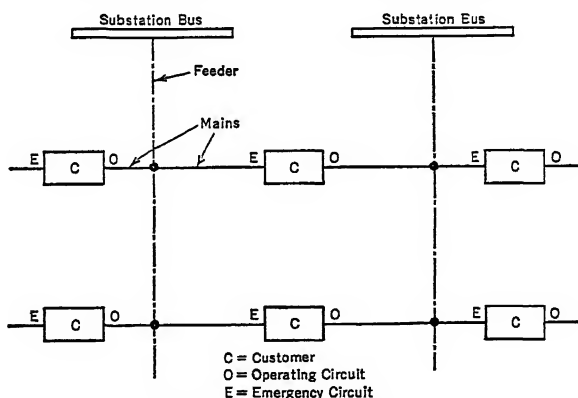 Substation Bus
Substation Eus
Feeder
Mains
E C O E C O E C O
E C O E C O E C O
C = Customer
O = Operating Circuit
E = Emergency Circuit